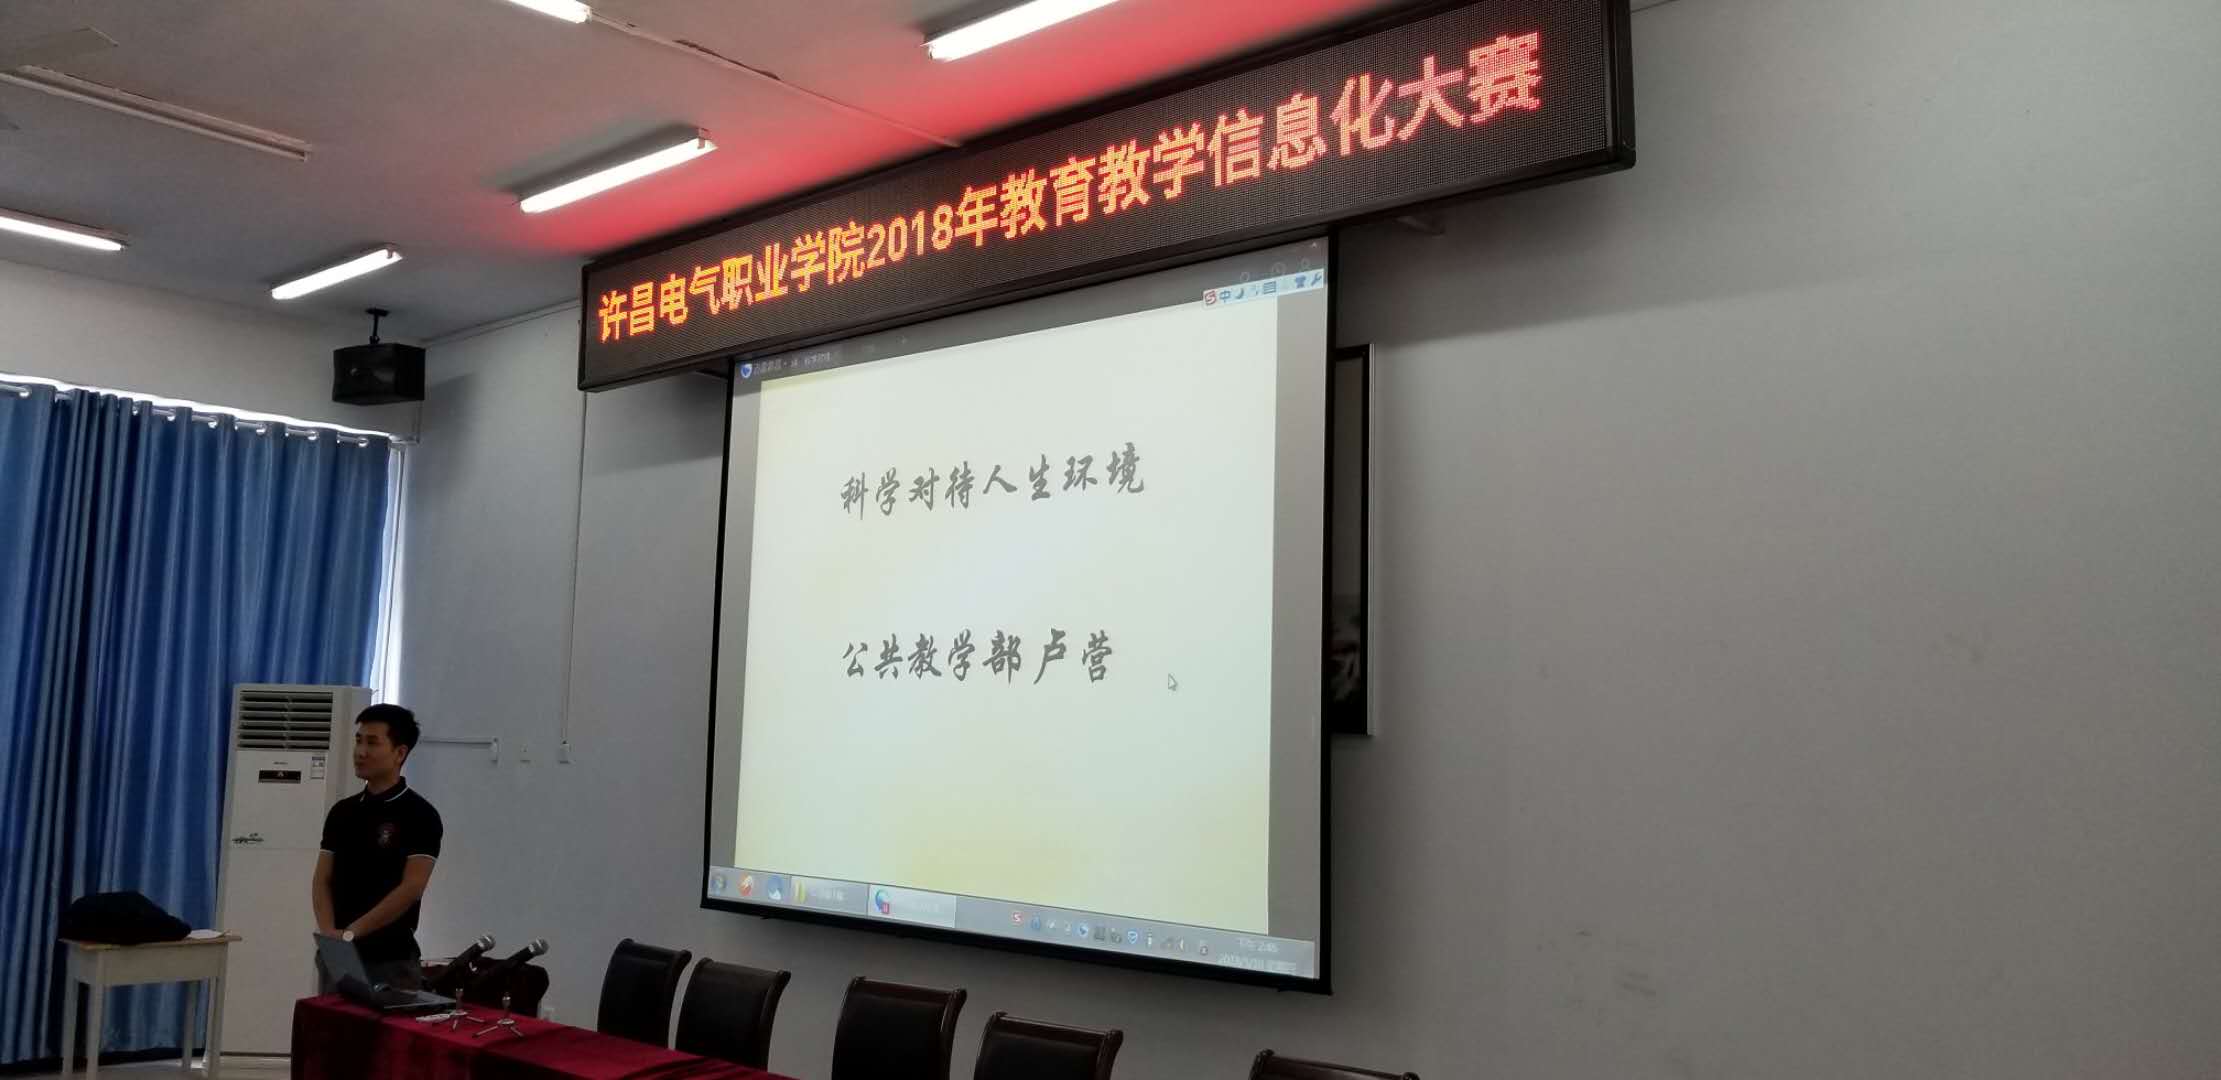 许昌电气职业学院2018年教育教学信息化大赛
中
科学对待人生环境
公共教学部 卢营